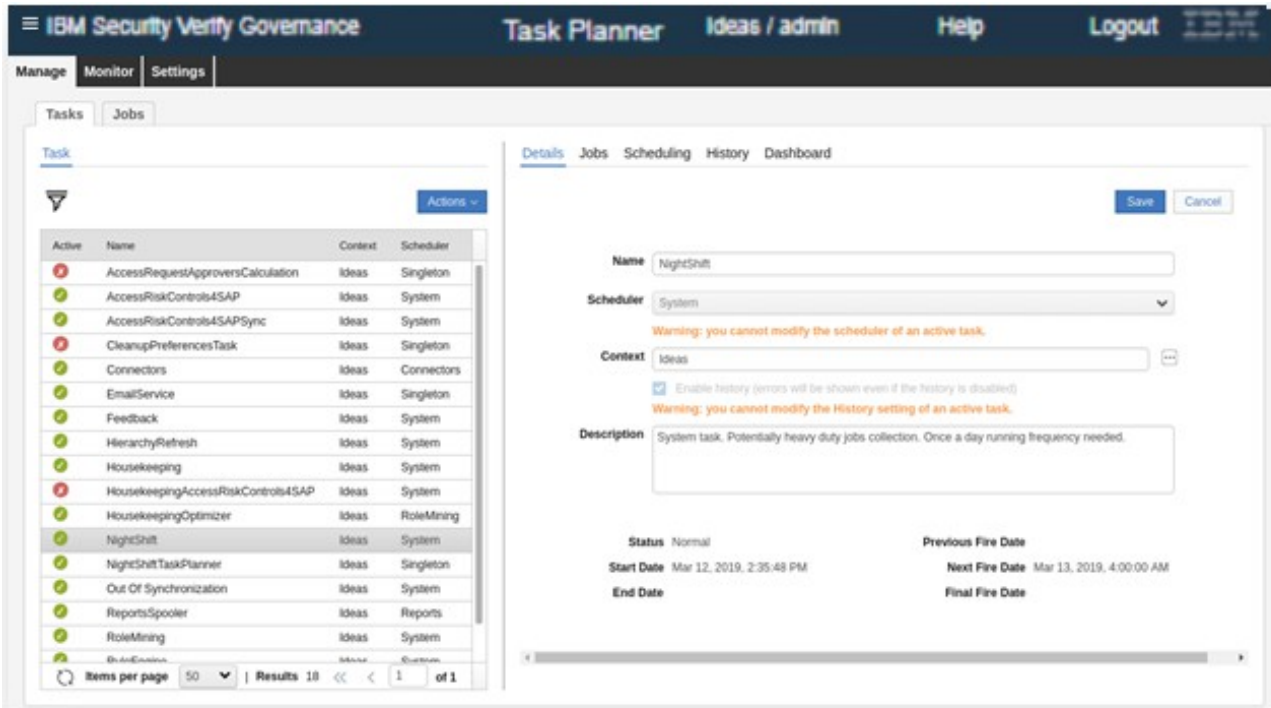 IBM Security Verify Governance Task Planner Ideas / admin Help Logout IBM
Manage Monitor Settings
Tasks Jobs
Task
Details Jobs Scheduling History Dashboard
Actions
Save Cancel
Active Name Context Scheduler
AccessRequestApproversCalculation Ideas Singleton
AccessRiskControls4SAP Ideas System
AccessRiskControls4SAPSync Ideas System
CleanupPreferencesTask Ideas Singleton
Connectors Ideas Connectors
EmailService Ideas Singleton
Feedback Ideas System
HierarchyRefresh Ideas System
Housekeeping Ideas System
HousekeepingAccessRiskControls4SAP Ideas System
HousekeepingOptimizer Ideas RoleMining
NightShift Ideas System
NightShiftTaskPlanner Ideas Singleton
Out Of Synchronization Ideas System
ReportsSpooler Ideas Reports
RoleMining Ideas System
RuleEngine Ideas System
Items per page 50 | Results 18 1 of 1
Name NightShift
Scheduler System
Warning: you cannot modify the scheduler of an active task.
Context Ideas
Enable history (errors will be shown even if the history is disabled)
Warning: you cannot modify the History setting of an active task.
Description System task. Potentially heavy duty jobs collection. Once a day running frequency needed.
Status Normal Previous Fire Date
Start Date Mar 12, 2019, 2:35:48 PM Next Fire Date Mar 13, 2019, 4:00:00 AM
End Date Final Fire Date